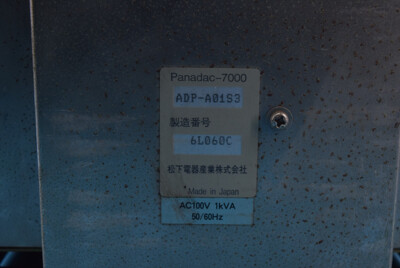 Panadac-7000
ADP-A01S3
製造番号
6L060C
松下電器産業株式会社
Made in Japan
AC100V 1kVA
50/60Hz